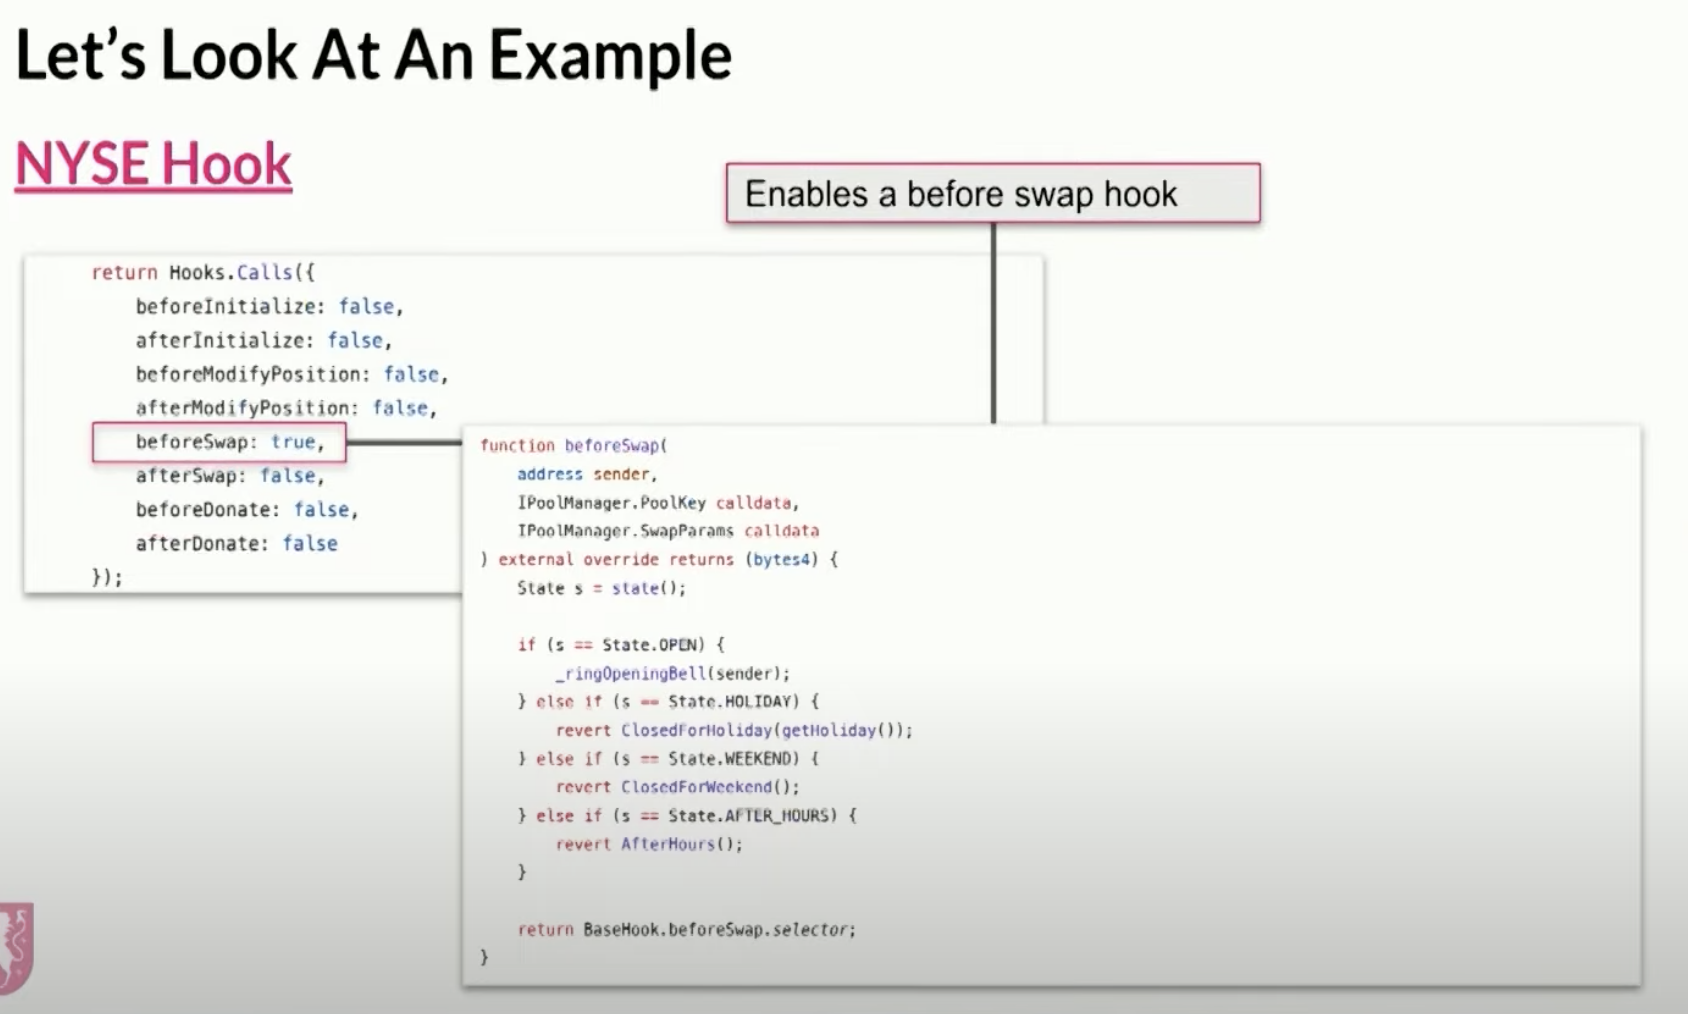 Let's Look At An Example
NYSE Hook
Enables a before swap hook
return Hooks.Calls({
beforeInitialize: false,
afterInitialize: false,
beforeModifyPosition: false,
afterModifyPosition: false,
beforeSwap: true,
afterSwap: false,
beforeDonate: false,
afterDonate: false
});
function beforeSwap(
address sender,
IPoolManager.PoolKey calldata,
IPoolManager.SwapParams calldata
) external override returns (bytes4) {
State s = state();
if (s == State.OPEN) {
_ringOpeningBell(sender);
} else if (s == State.HOLIDAY) {
revert ClosedForHoliday(getHoliday());
} else if (s == State.WEEKEND) {
revert ClosedForWeekend();
} else if (s == State.AFTER_HOURS) {
revert AfterHours();
}
return BaseHook.beforeSwap.selector;
}